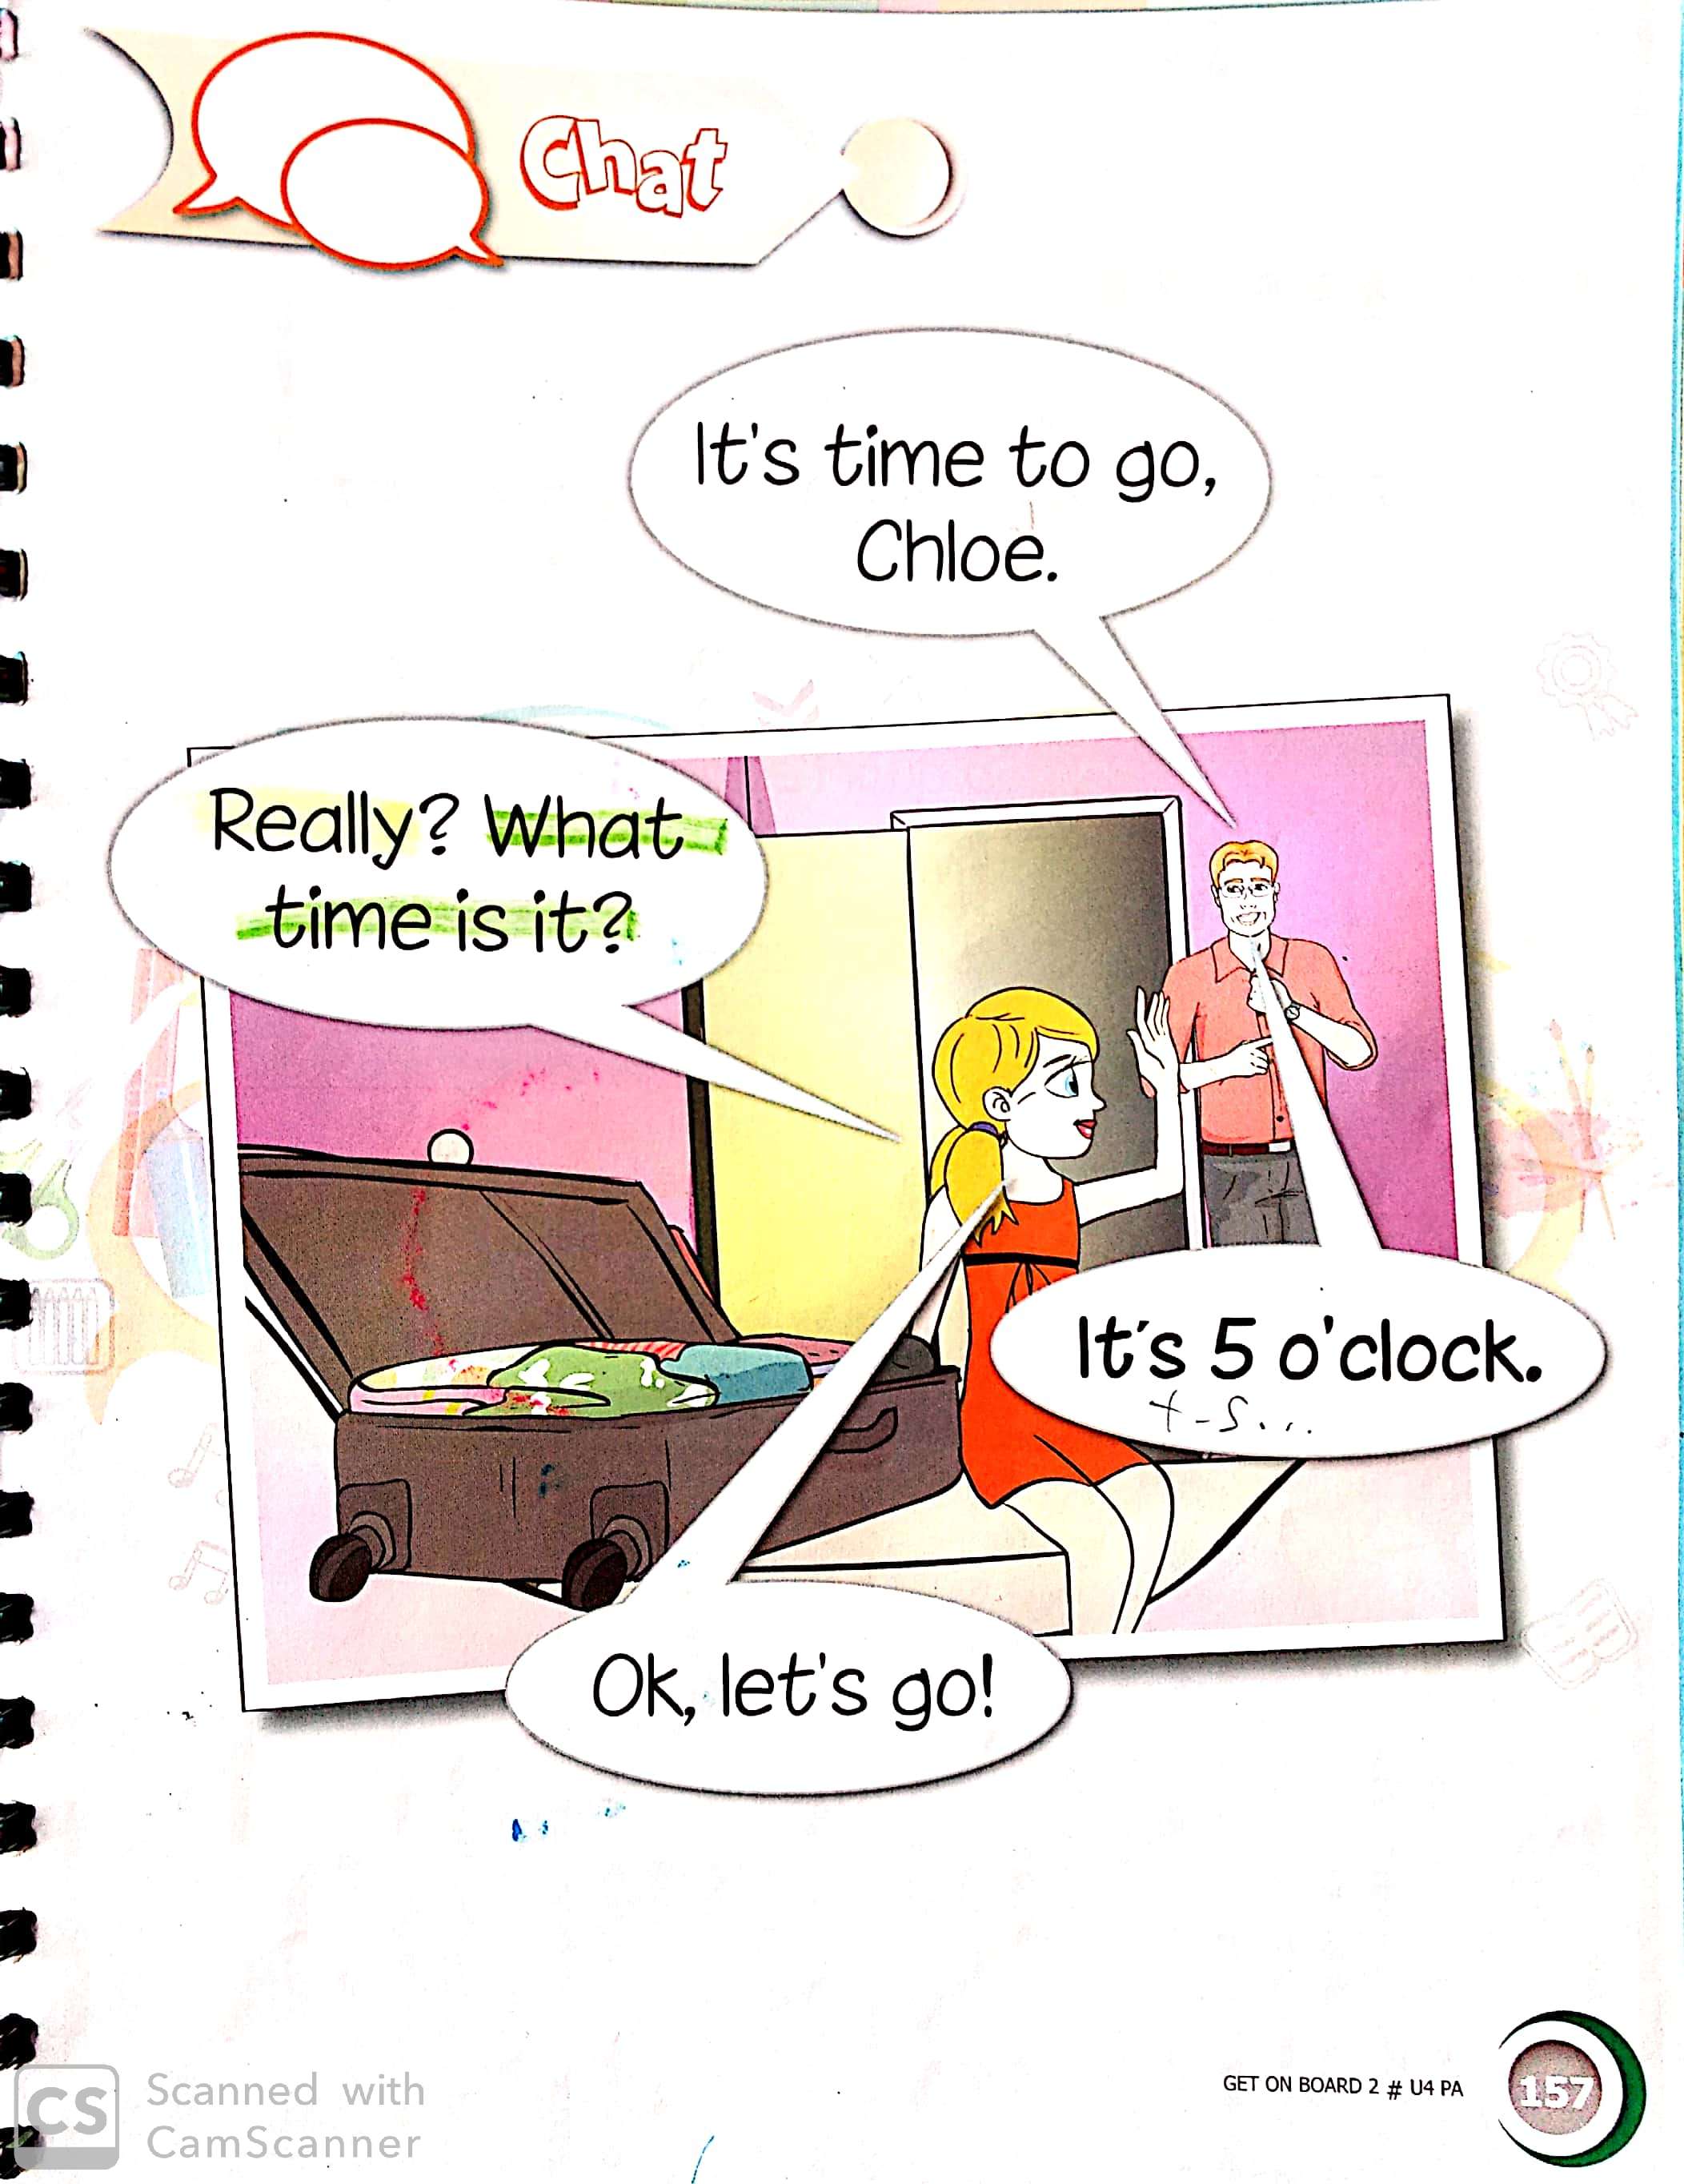 Chat
It's time to go,
Chloe.
Really? What
time is it?
It's 5 o'clock.
Ok, let's go!
GET ON BOARD 2 # U4 PA
157
CS
Scanned with
CamScanner